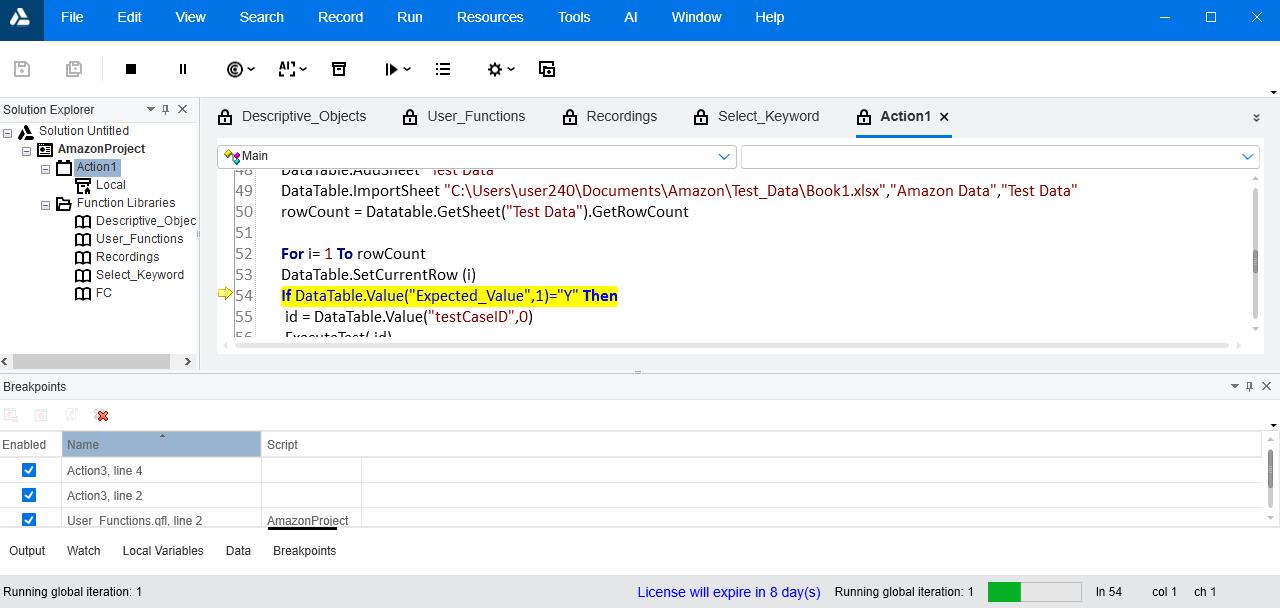 File Edit View Search Record Run Resources Tools AI Window Help
Solution Explorer
Solution Untitled
AmazonProject
Action1
Local
Function Libraries
Descriptive_Objec
User_Functions
Recordings
Select_Keyword
FC
Descriptive_Objects User_Functions Recordings Select_Keyword Action1
Main
48 DataTable.AddSheet "Test Data"
49 DataTable.ImportSheet "C:\Users\user240\Documents\Amazon\Test_Data\Book1.xlsx","Amazon Data","Test Data"
50 rowCount = Datatable.GetSheet("Test Data").GetRowCount
51
52 For i= 1 To rowCount
53 DataTable.SetCurrentRow (i)
54 If DataTable.Value("Expected_Value",1)="Y" Then
55 id = DataTable.Value("testCaseID",0)
56 ExecuteTest( id)
Breakpoints
Enabled Name Script
Action3, line 4
Action3, line 2
User_Functions.qfl, line 2 AmazonProject
Output Watch Local Variables Data Breakpoints
Running global iteration: 1 License will expire in 8 day(s) Running global iteration: 1 ln 54 col 1 ch 1